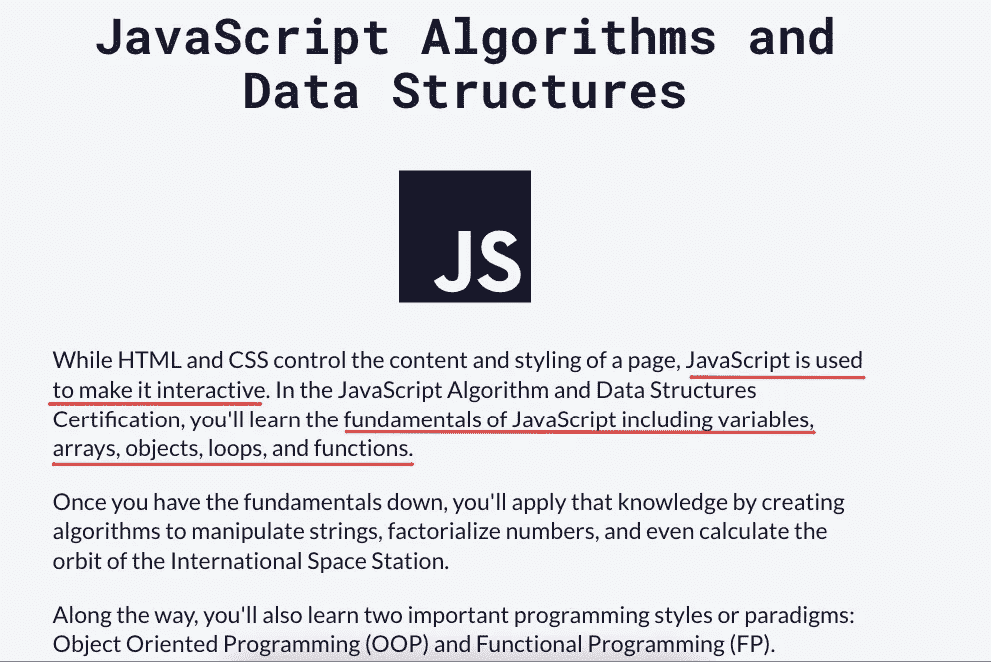 JavaScript Algorithms and
Data Structures
JS
While HTML and CSS control the content and styling of a page, JavaScript is used
to make it interactive. In the JavaScript Algorithm and Data Structures
Certification, you'll learn the fundamentals of JavaScript including variables,
arrays, objects, loops, and functions.
Once you have the fundamentals down, you'll apply that knowledge by creating
algorithms to manipulate strings, factorialize numbers, and even calculate the
orbit of the International Space Station.
Along the way, you'll also learn two important programming styles or paradigms:
Object Oriented Programming (OOP) and Functional Programming (FP).